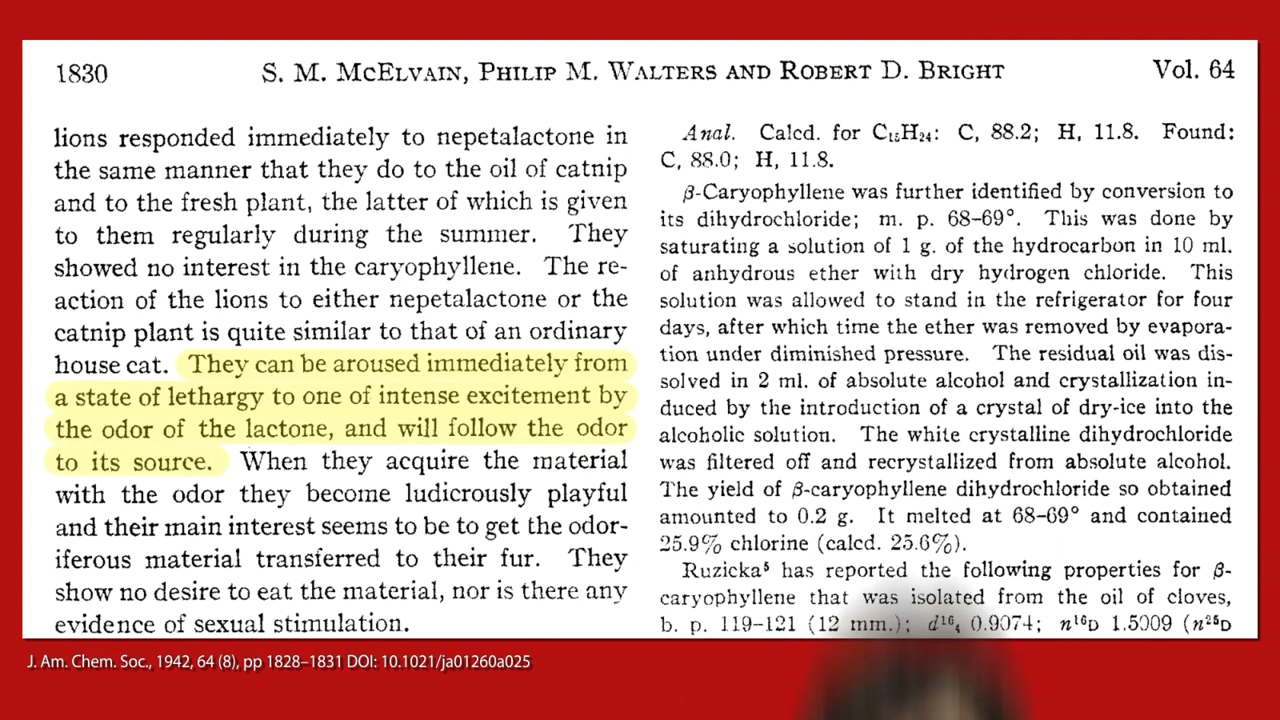 1830 S. M. McElvain, Philip M. Walters and Robert D. Bright Vol. 64
lions responded immediately to nepetalactone in
the same manner that they do to the oil of catnip
and to the fresh plant, the latter of which is given
to them regularly during the summer. They
showed no interest in the caryophyllene. The re-
action of the lions to either nepetalactone or the
catnip plant is quite similar to that of an ordinary
house cat. They can be aroused immediately from
a state of lethargy to one of intense excitement by
the odor of the lactone, and will follow the odor
to its source. When they acquire the material
with the odor they become ludicrously playful
and their main interest seems to be to get the odor-
iferous material transferred to their fur. They
show no desire to eat the material, nor is there any
evidence of sexual stimulation.
Anal. Calcd. for C₁₅H₂₄: C, 88.2; H, 11.8. Found:
C, 88.0; H, 11.8.
β-Caryophyllene was further identified by conversion to
its dihydrochloride; m. p. 68–69°. This was done by
saturating a solution of 1 g. of the hydrocarbon in 10 ml.
of anhydrous ether with dry hydrogen chloride. This
solution was allowed to stand in the refrigerator for four
days, after which time the ether was removed by evapora-
tion under diminished pressure. The residual oil was dis-
solved in 2 ml. of absolute alcohol and crystallization in-
duced by the introduction of a crystal of dry-ice into the
alcoholic solution. The white crystalline dihydrochloride
was filtered off and recrystallized from absolute alcohol.
The yield of β-caryophyllene dihydrochloride so obtained
amounted to 0.2 g. It melted at 68–69° and contained
25.9% chlorine (calcd. 25.6%).
Ruzicka⁵ has reported the following properties for β-
caryophyllene that was isolated from the oil of cloves,
b. p. 119–121 (12 mm.); d¹⁶₄ 0.9074; n¹⁶D 1.5009 (n²⁵D
J. Am. Chem. Soc., 1942, 64 (8), pp 1828–1831 DOI: 10.1021/ja01260a025